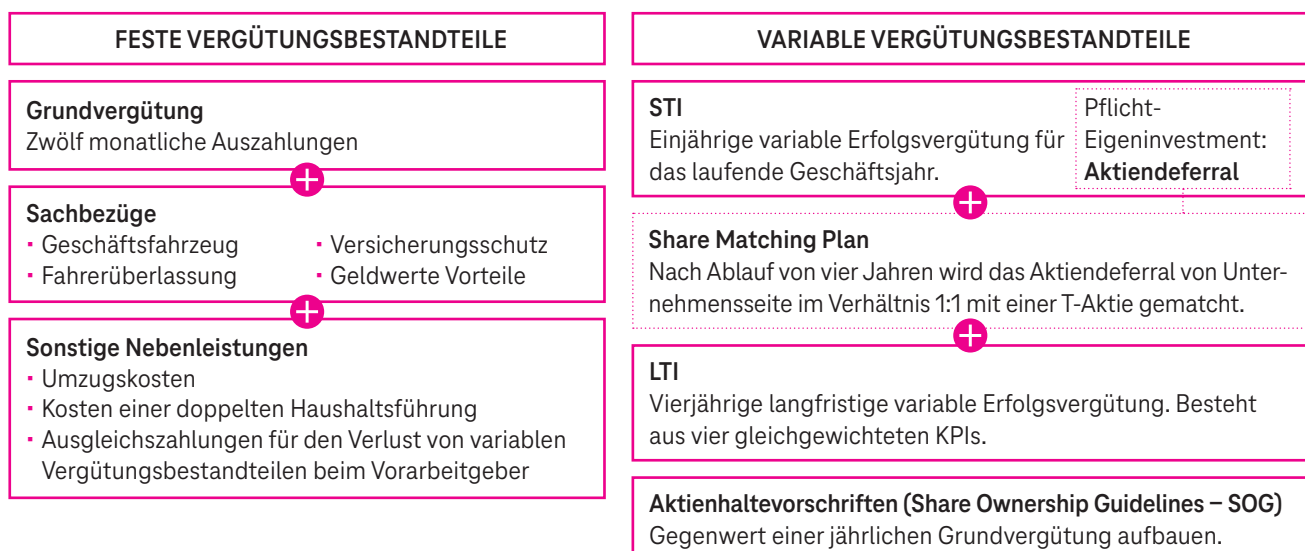 FESTE VERGÜTUNGSBESTANDTEILE
Grundvergütung
Zwölf monatliche Auszahlungen
Sachbezüge
· Geschäftsfahrzeug
· Fahrerüberlassung
· Versicherungsschutz
· Geldwerte Vorteile
Sonstige Nebenleistungen
· Umzugskosten
· Kosten einer doppelten Haushaltsführung
· Ausgleichszahlungen für den Verlust von variablen
Vergütungsbestandteilen beim Vorarbeitgeber
VARIABLE VERGÜTUNGSBESTANDTEILE
STI
Einjährige variable Erfolgsvergütung für
das laufende Geschäftsjahr.
Pflicht-
Eigeninvestment:
Aktiendeferral
Share Matching Plan
Nach Ablauf von vier Jahren wird das Aktiendeferral von Unter-
nehmensseite im Verhältnis 1:1 mit einer T-Aktie gematcht.
LTI
Vierjährige langfristige variable Erfolgsvergütung. Besteht
aus vier gleichgewichteten KPIs.
Aktienhaltevorschriften (Share Ownership Guidelines – SOG)
Gegenwert einer jährlichen Grundvergütung aufbauen.